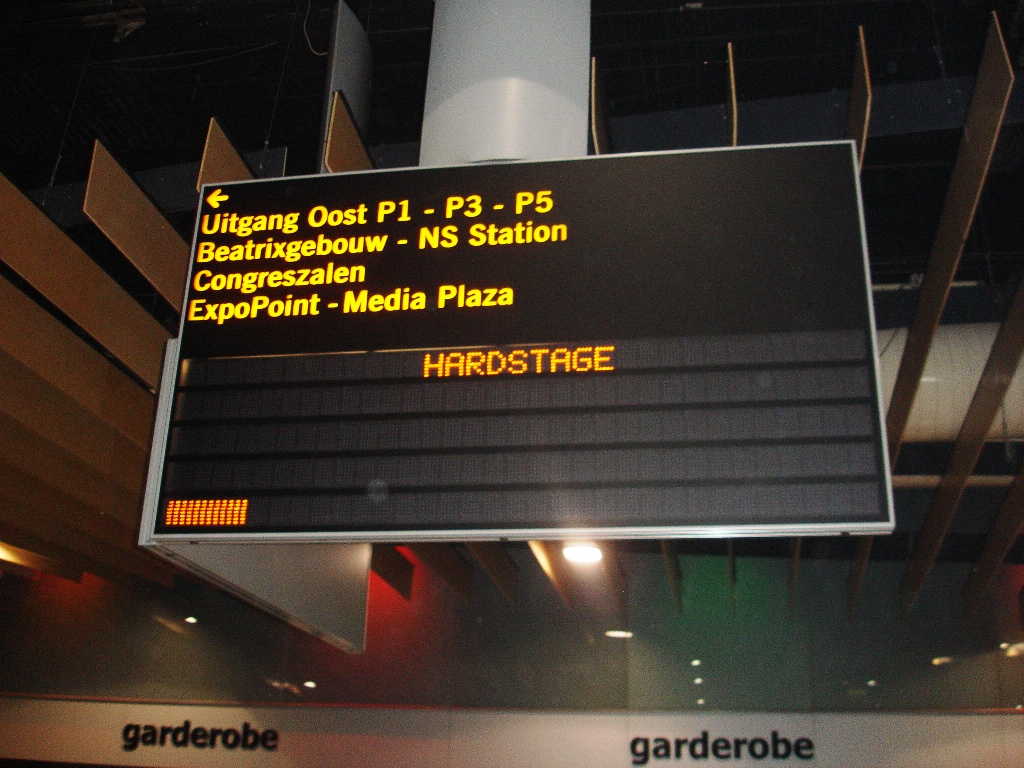 ←
Uitgang Oost P1 - P3 - P5
Beatrixgebouw - NS Station
Congreszalen
ExpoPoint - Media Plaza
HARDSTAGE
garderobe
garderobe